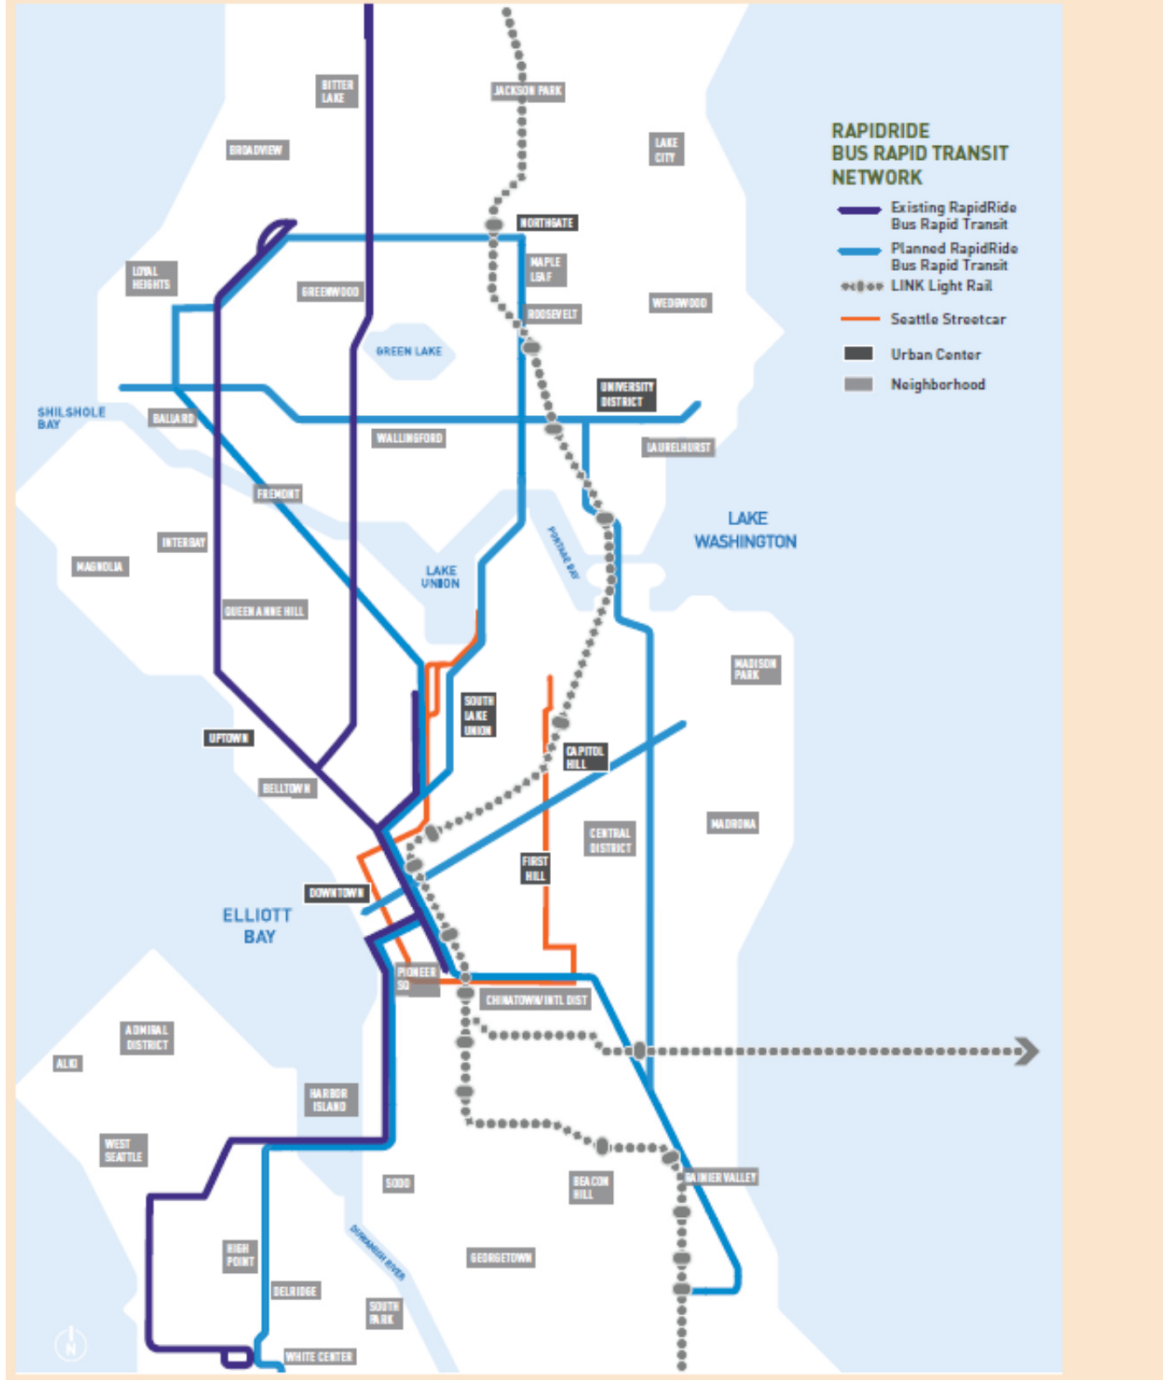 RAPIDRIDE
BUS RAPID TRANSIT
NETWORK
Existing RapidRide
Bus Rapid Transit
Planned RapidRide
Bus Rapid Transit
LINK Light Rail
Seattle Streetcar
Urban Center
Neighborhood
BITTER
LAKE
JACKSON PARK
BROADVIEW
LAKE
CITY
NORTHGATE
LOYAL
HEIGHTS
MAPLE
LEAF
GREENWOOD
WEDGWOOD
ROOSEVELT
GREEN LAKE
UNIVERSITY
DISTRICT
SHILSHOLE
BAY
BALLARD
WALLINGFORD
LAURELHURST
FREMONT
LAKE
WASHINGTON
INTERBAY
PORTAGE BAY
MAGNOLIA
LAKE
UNION
QUEEN ANNE HILL
MADISON
PARK
SOUTH
LAKE
UNION
UPTOWN
CAPITOL
HILL
BELLTOWN
MADRONA
CENTRAL
DISTRICT
FIRST
HILL
DOWNTOWN
ELLIOTT
BAY
PIONEER
SQ
CHINATOWN/INTL DIST
ADMIRAL
DISTRICT
ALKI
HARBOR
ISLAND
WEST
SEATTLE
SODO
BEACON
HILL
RAINIER VALLEY
HIGH
POINT
DUWAMISH RIVER
GEORGETOWN
DELRIDGE
SOUTH
PARK
WHITE CENTER
N